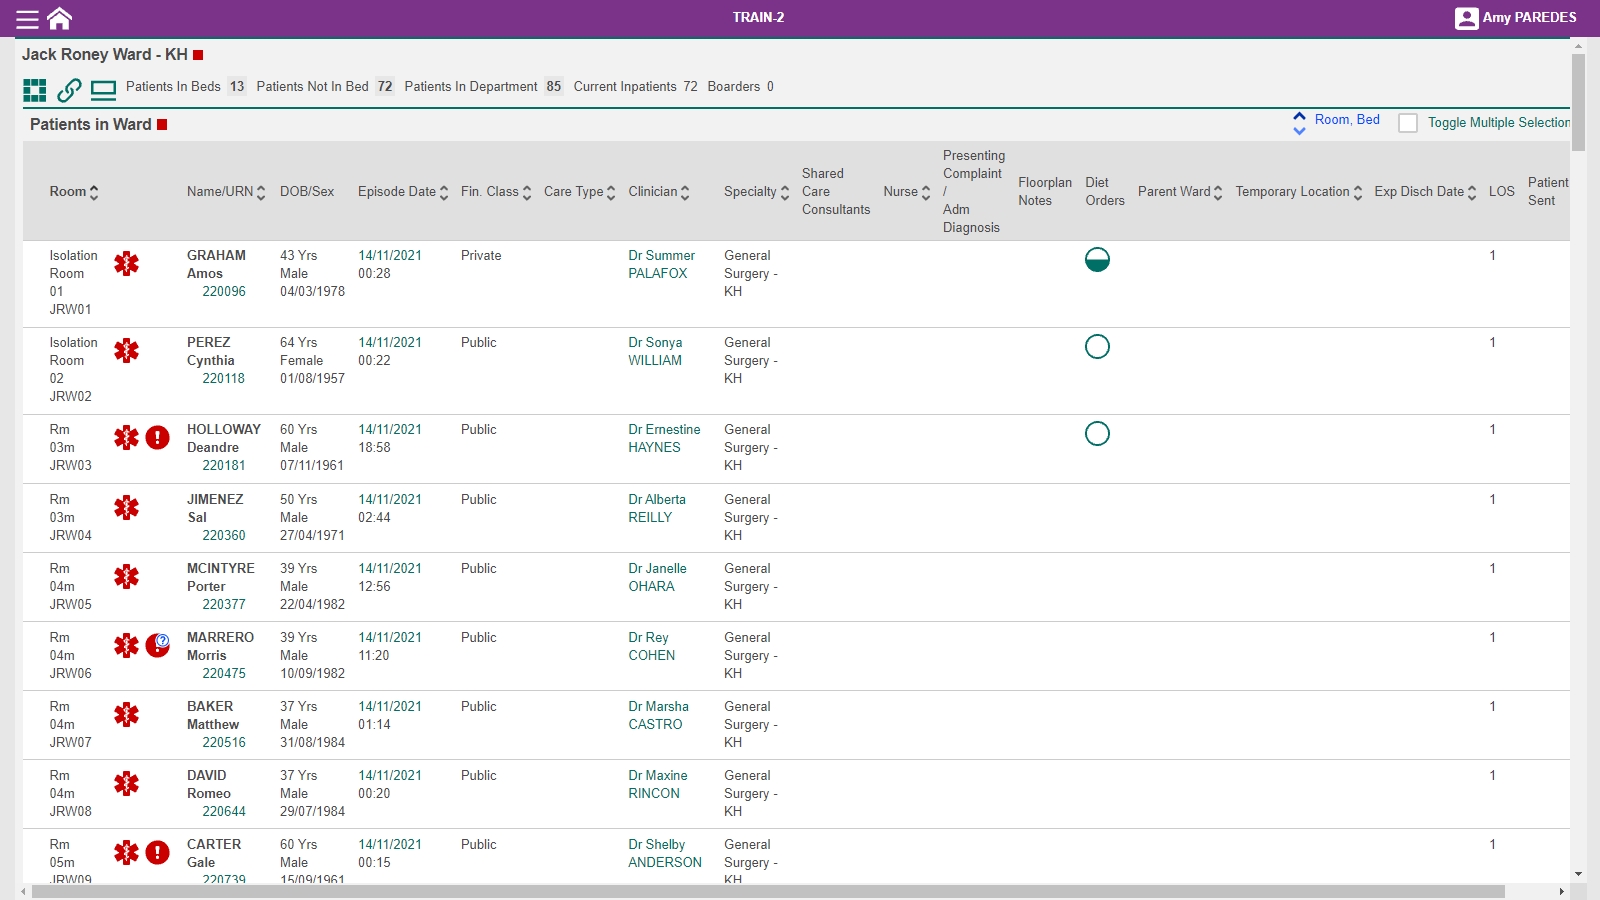 TRAIN-2
Amy PAREDES
Jack Roney Ward - KH
Patients In Beds 13 Patients Not In Bed 72 Patients In Department 85 Current Inpatients 72 Boarders 0
Patients in Ward
Room, Bed
Toggle Multiple Selection
Room Name/URN DOB/Sex Episode Date Fin. Class Care Type Clinician Specialty Shared Care Consultants Nurse Presenting Complaint / Adm Diagnosis Floorplan Notes Diet Orders Parent Ward Temporary Location Exp Disch Date LOS Patient Sent
Isolation GRAHAM 43 Yrs 14/11/2021 Private Dr Summer General 1
Room Amos Male 00:28 PALAFOX Surgery -
01 220096 04/03/1978 KH
JRW01
Isolation PEREZ 64 Yrs 14/11/2021 Public Dr Sonya General 1
Room Cynthia Female 00:22 WILLIAM Surgery -
02 220118 01/08/1957 KH
JRW02
Rm HOLLOWAY 60 Yrs 14/11/2021 Public Dr Ernestine General 1
03m Deandre Male 18:58 HAYNES Surgery -
JRW03 220181 07/11/1961 KH
Rm JIMENEZ 50 Yrs 14/11/2021 Public Dr Alberta General 1
03m Sal Male 02:44 REILLY Surgery -
JRW04 220360 27/04/1971 KH
Rm MCINTYRE 39 Yrs 14/11/2021 Public Dr Janelle General 1
04m Porter Male 12:56 OHARA Surgery -
JRW05 220377 22/04/1982 KH
Rm MARRERO 39 Yrs 14/11/2021 Public Dr Rey General 1
04m Morris Male 11:20 COHEN Surgery -
JRW06 220475 10/09/1982 KH
Rm BAKER 37 Yrs 14/11/2021 Public Dr Marsha General 1
04m Matthew Male 01:14 CASTRO Surgery -
JRW07 220516 31/08/1984 KH
Rm DAVID 37 Yrs 14/11/2021 Public Dr Maxine General 1
04m Romeo Male 00:20 RINCON Surgery -
JRW08 220644 29/07/1984 KH
Rm CARTER 60 Yrs 14/11/2021 Public Dr Shelby General 1
05m Gale Male 00:15 ANDERSON Surgery -
JRW09 220739 15/09/1961 KH